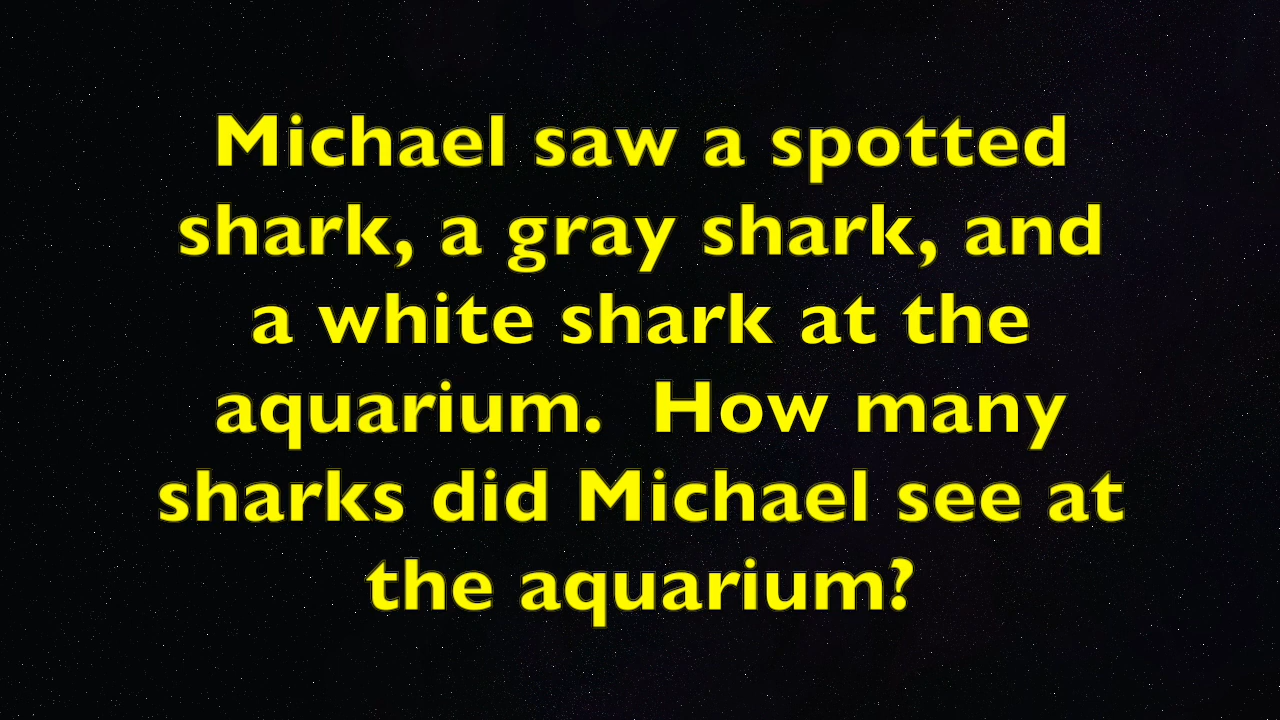 Michael saw a spotted
shark, a gray shark, and
a white shark at the
aquarium.  How many
sharks did Michael see at
the aquarium?